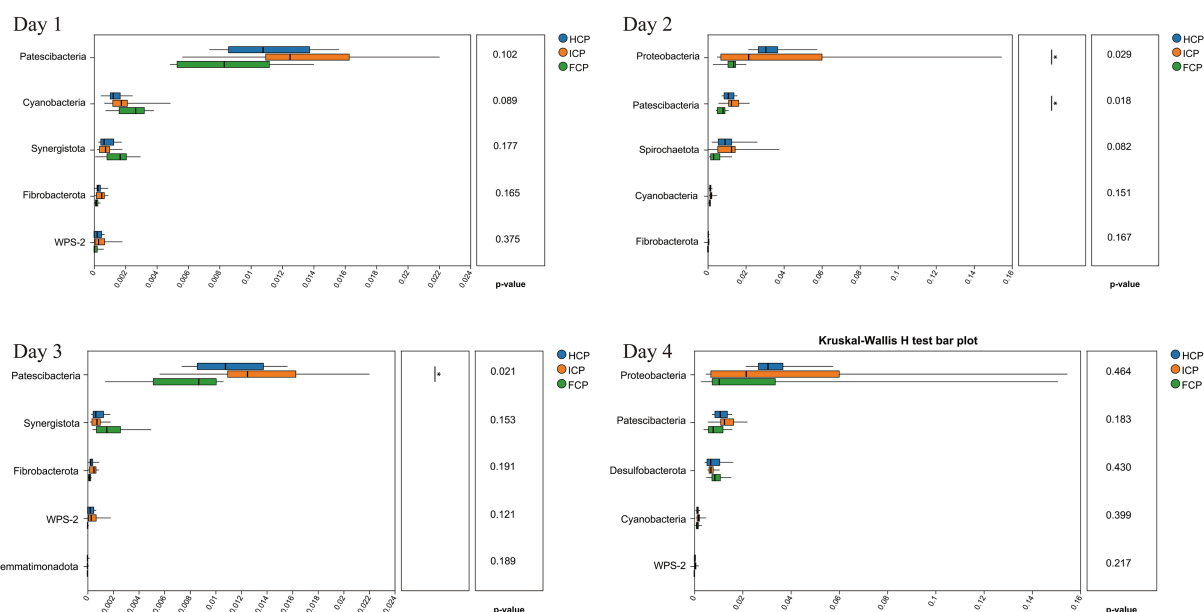 Day 1
HCP
ICP
FCP
Patescibacteria
0.102
Cyanobacteria
0.089
Synergistota
0.177
Fibrobacterota
0.165
WPS-2
0.375
0 0.002 0.004 0.006 0.008 0.01 0.012 0.014 0.016 0.018 0.02 0.022 0.024
p-value
Day 2
HCP
ICP
FCP
Proteobacteria
* 0.029
Patescibacteria
* 0.018
Spirochaetota
0.082
Cyanobacteria
0.151
Fibrobacterota
0.167
0 0.02 0.04 0.06 0.08 0.1 0.12 0.14 0.16
p-value
Day 3
HCP
ICP
FCP
Patescibacteria
* 0.021
Synergistota
0.153
Fibrobacterota
0.191
WPS-2
0.121
emmatimonadota
0.189
0 0.002 0.004 0.006 0.008 0.01 0.012 0.014 0.016 0.018 0.02 0.022 0.024
p-value
Day 4
Kruskal-Wallis H test bar plot
HCP
ICP
FCP
Proteobacteria
0.464
Patescibacteria
0.183
Desulfobacterota
0.430
Cyanobacteria
0.399
WPS-2
0.217
0 0.02 0.04 0.06 0.08 0.1 0.12 0.14 0.16
p-value